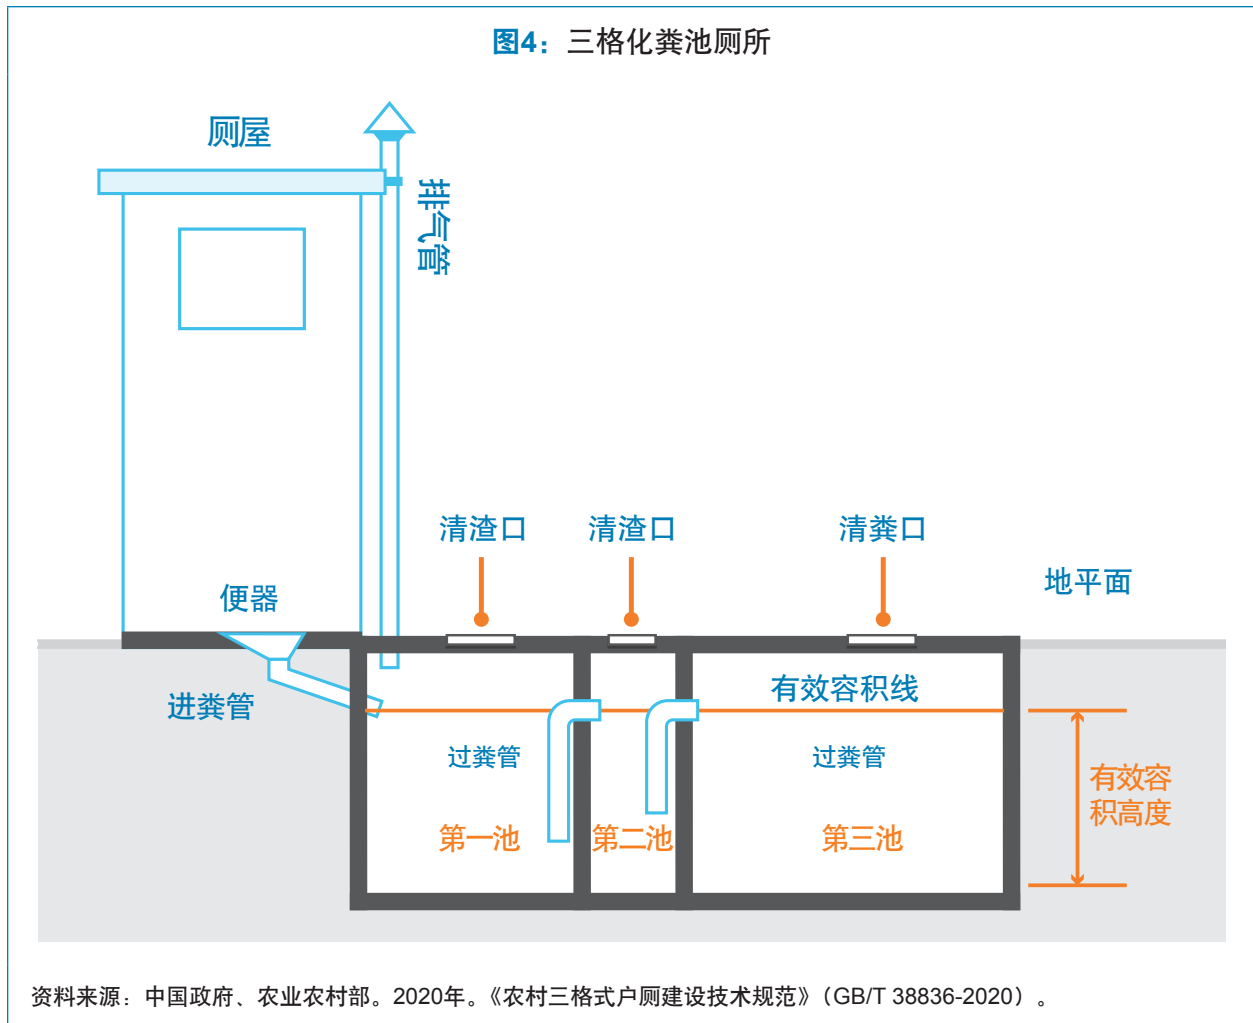 图4：三格化粪池厕所
厕屋
排气管
清渣口
清渣口
清粪口
地平面
便器
进粪管
有效容积线
过粪管
过粪管
有效容
积高度
第一池
第二池
第三池
资料来源：中国政府、农业农村部。2020年。《农村三格式户厕建设技术规范》（GB/T 38836-2020）。